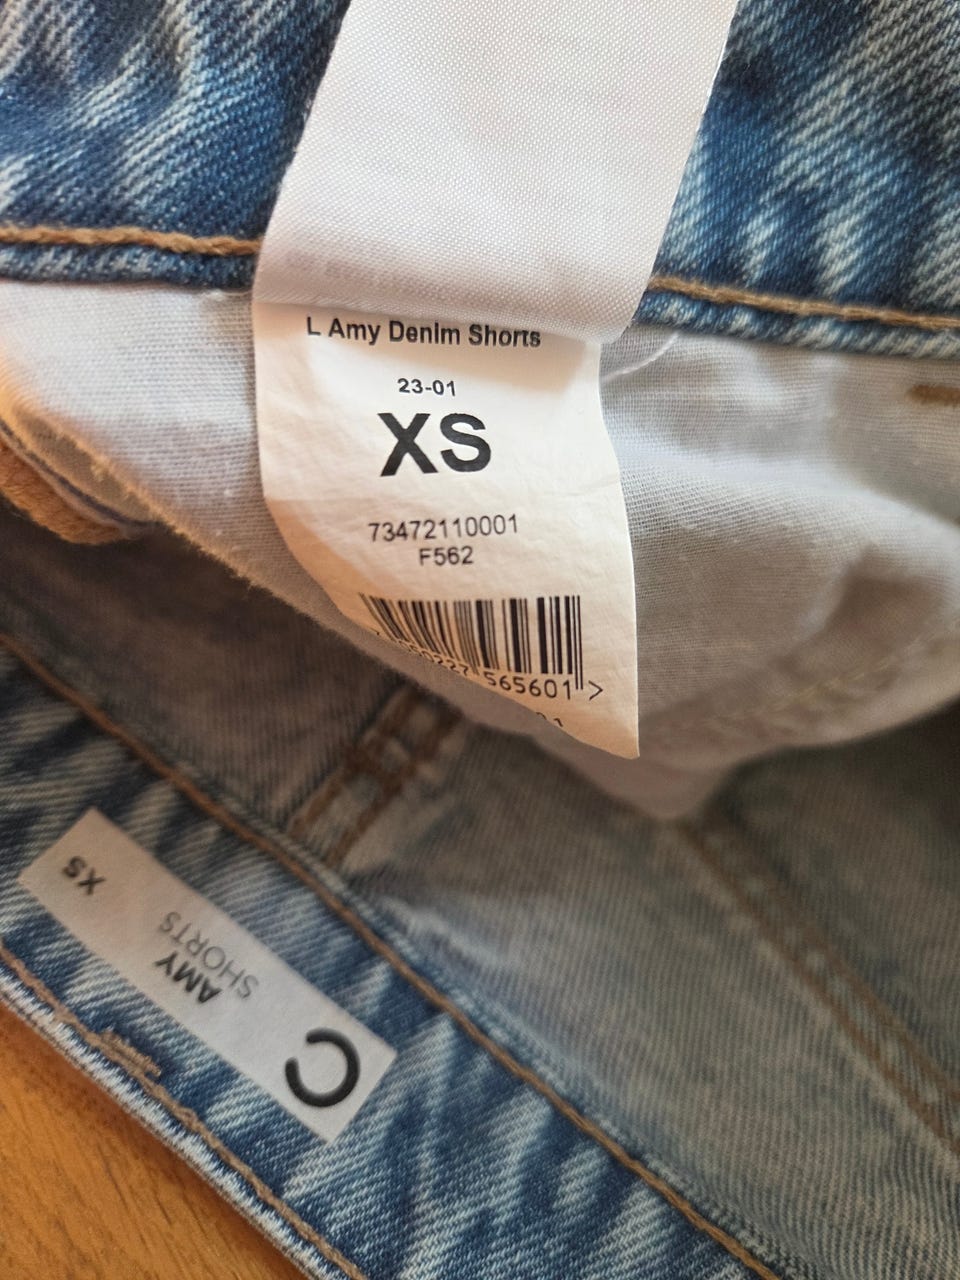 L Amy Denim Shorts
23-01
XS
73472110001
F562
565601 >
XS
AMY
SHORTS
C